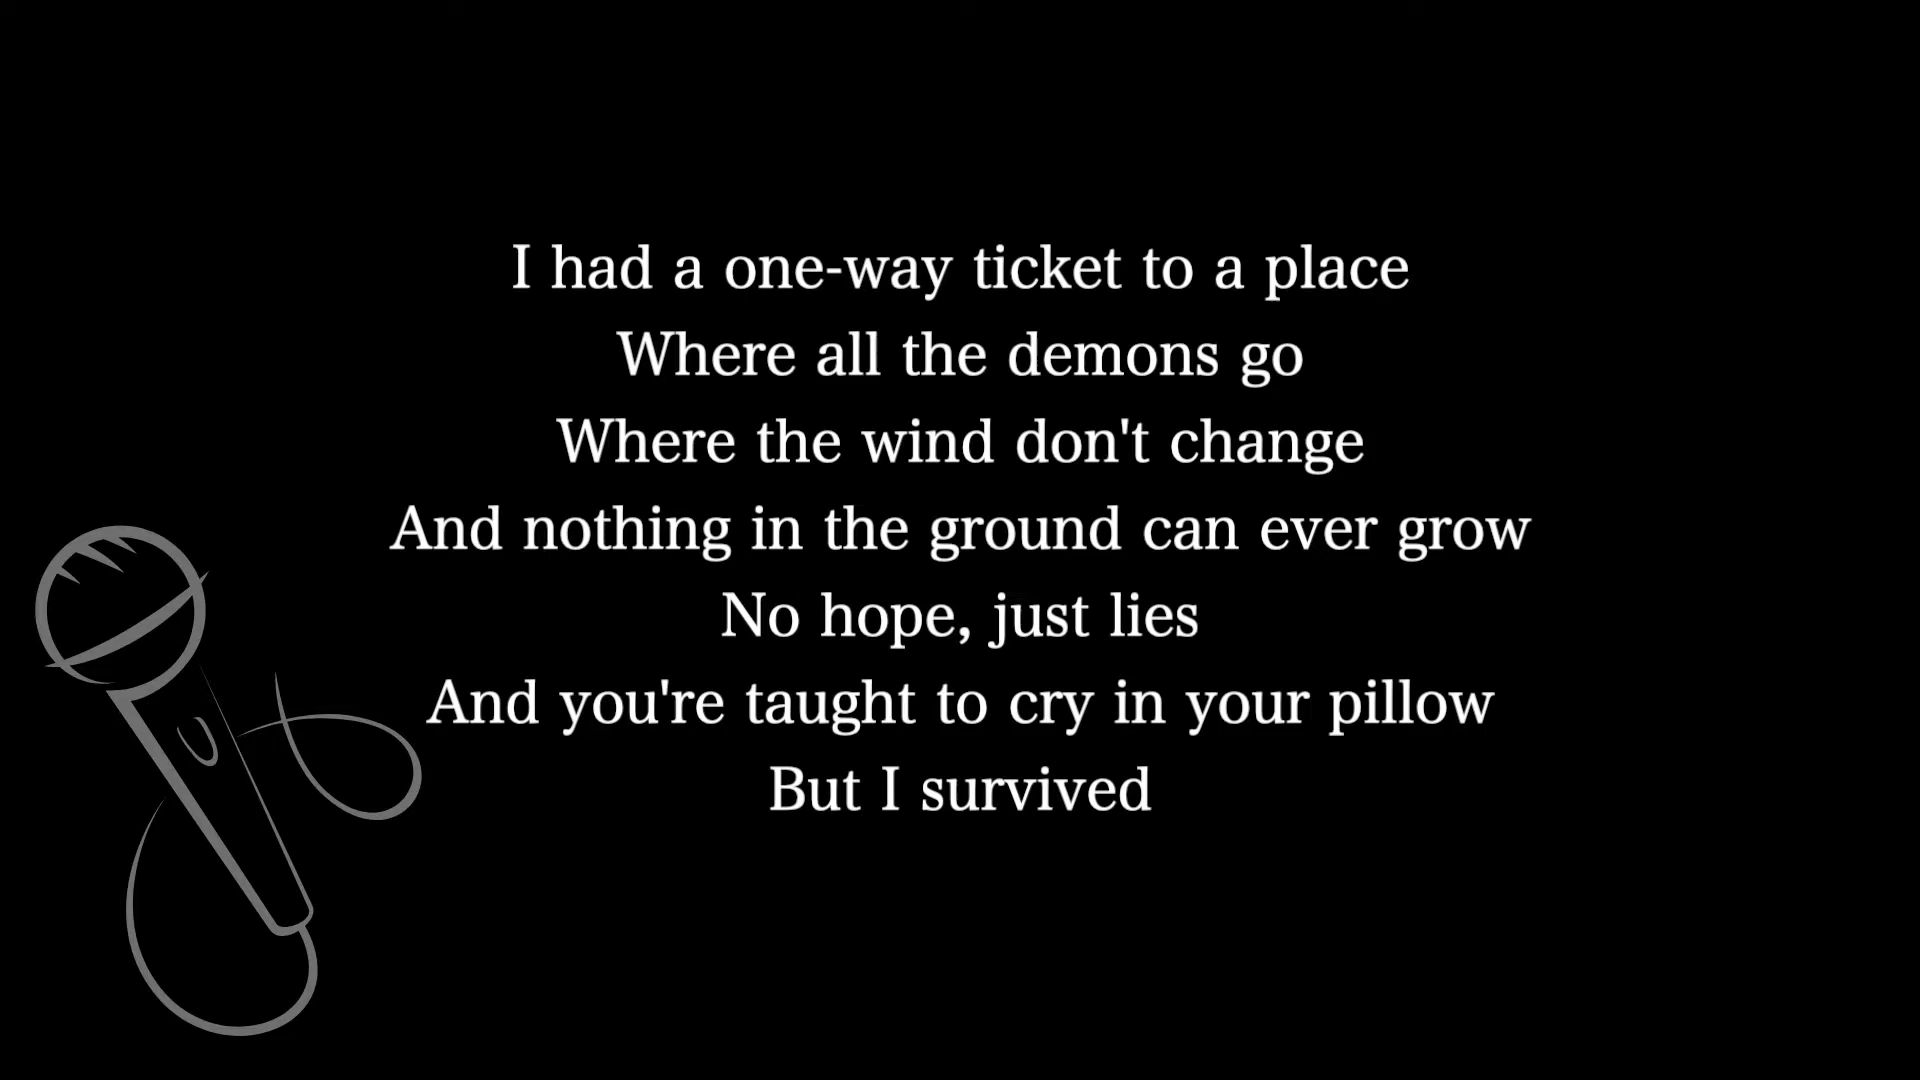 I had a one-way ticket to a place
Where all the demons go
Where the wind don't change
And nothing in the ground can ever grow
No hope, just lies
And you're taught to cry in your pillow
But I survived